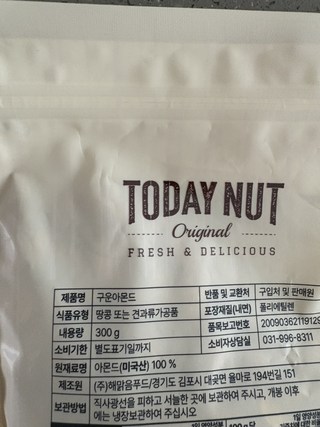 TODAY NUT
Original
FRESH & DELICIOUS
제품명 구운아몬드 반품 및 교환처 구입처 및 판매원
식품유형 땅콩 또는 견과류가공품 포장재질(내면) 폴리에틸렌
내용량 300 g 품목보고번호 2009036211912
소비기한 별도표기일까지 소비자상담실 031-996-8311
원재료명 아몬드(미국산) 100 %
제조원 (주)해맑음푸드/경기도 김포시 대곶면 율마로 194번길 151
보관방법 직사광선을 피하고 서늘한 곳에 보관하여 주시고, 개봉 이후
에는 냉장보관하여 주십시오